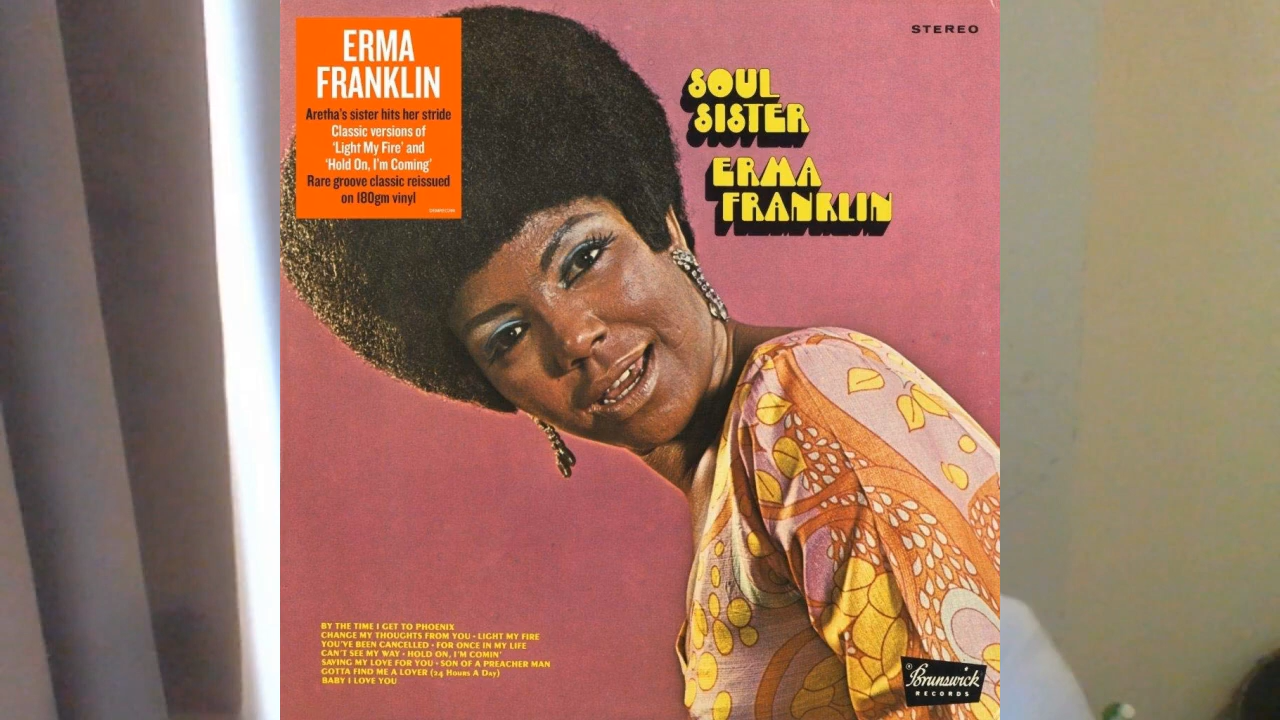 ERMA
FRANKLIN
Aretha's sister hits her stride
Classic versions of
'Light My Fire' and
'Hold On, I'm Coming'
Rare groove classic reissued
on 180gm vinyl
STEREO
SOUL
SISTER
ERMA
FRANKLIN
BY THE TIME I GET TO PHOENIX
CHANGE MY THOUGHTS FROM YOU • LIGHT MY FIRE
YOU'VE BEEN CANCELLED • FOR ONCE IN MY LIFE
CAN'T SEE MY WAY • HOLD ON, I'M COMIN'
SAVING MY LOVE FOR YOU • SON OF A PREACHER MAN
GOTTA FIND ME A LOVER (24 Hours A Day)
BABY I LOVE YOU
Brunswick
RECORDS